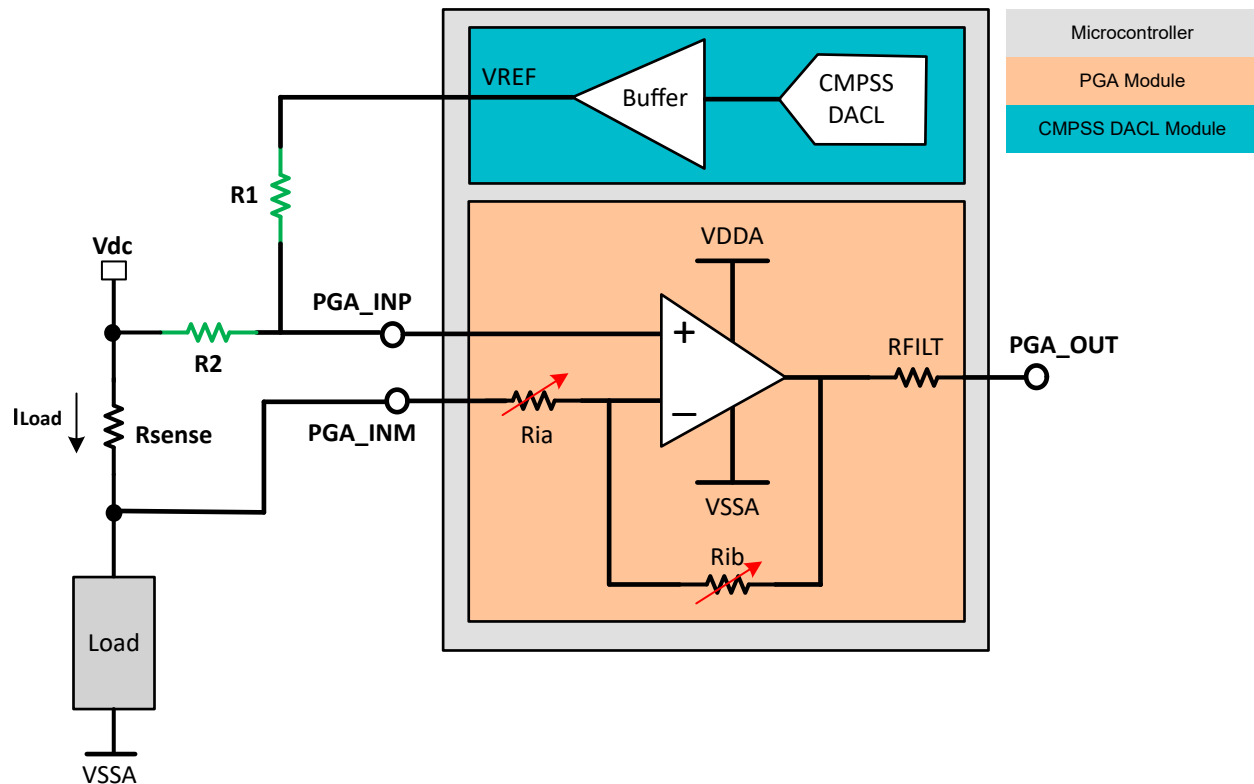 Microcontroller
PGA Module
CMPSS DACL Module
VREF
Buffer
CMPSS
DACL
R1
Vdc
VDDA
PGA_INP
R2
+
RFILT
PGA_OUT
ILoad
Rsense
PGA_INM
Ria
−
VSSA
Rib
Load
VSSA